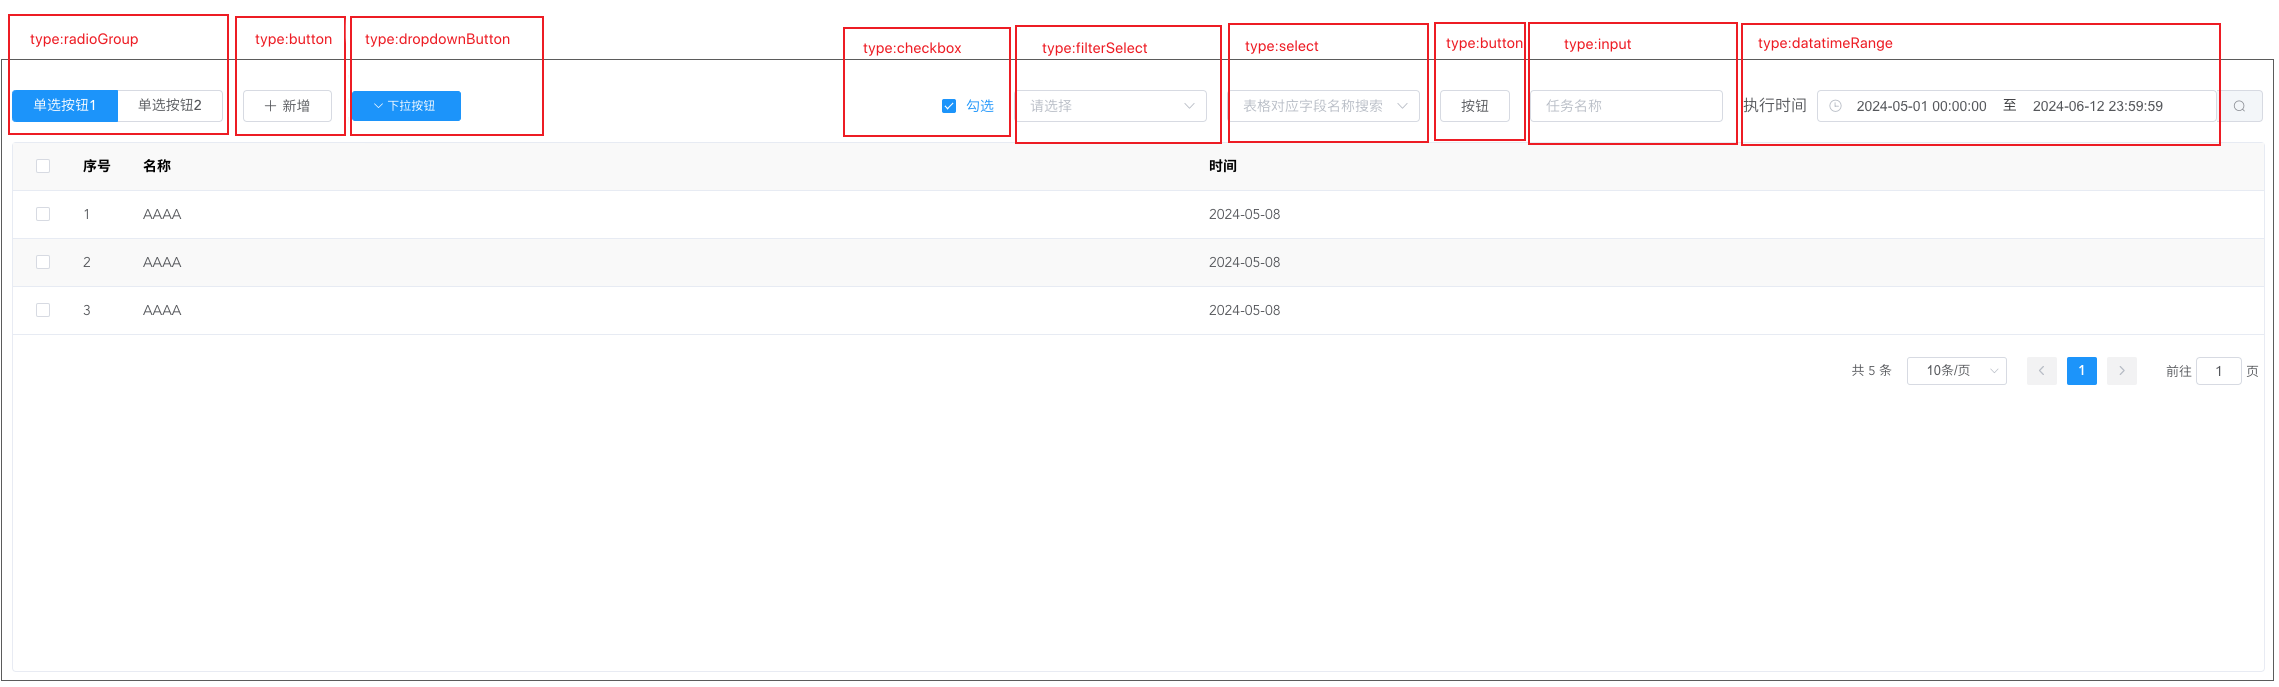 type:radioGroup type:button type:dropdownButton type:checkbox type:filterSelect type:select type:button type:input type:datatimeRange
单选按钮1 单选按钮2 新增 下拉按钮 勾选 请选择 表格对应字段名称搜索 按钮 任务名称 执行时间 2024-05-01 00:00:00 至 2024-06-12 23:59:59
序号 名称 时间
1 AAAA 2024-05-08
2 AAAA 2024-05-08
3 AAAA 2024-05-08
共 5 条 10条/页 1 前往 1 页